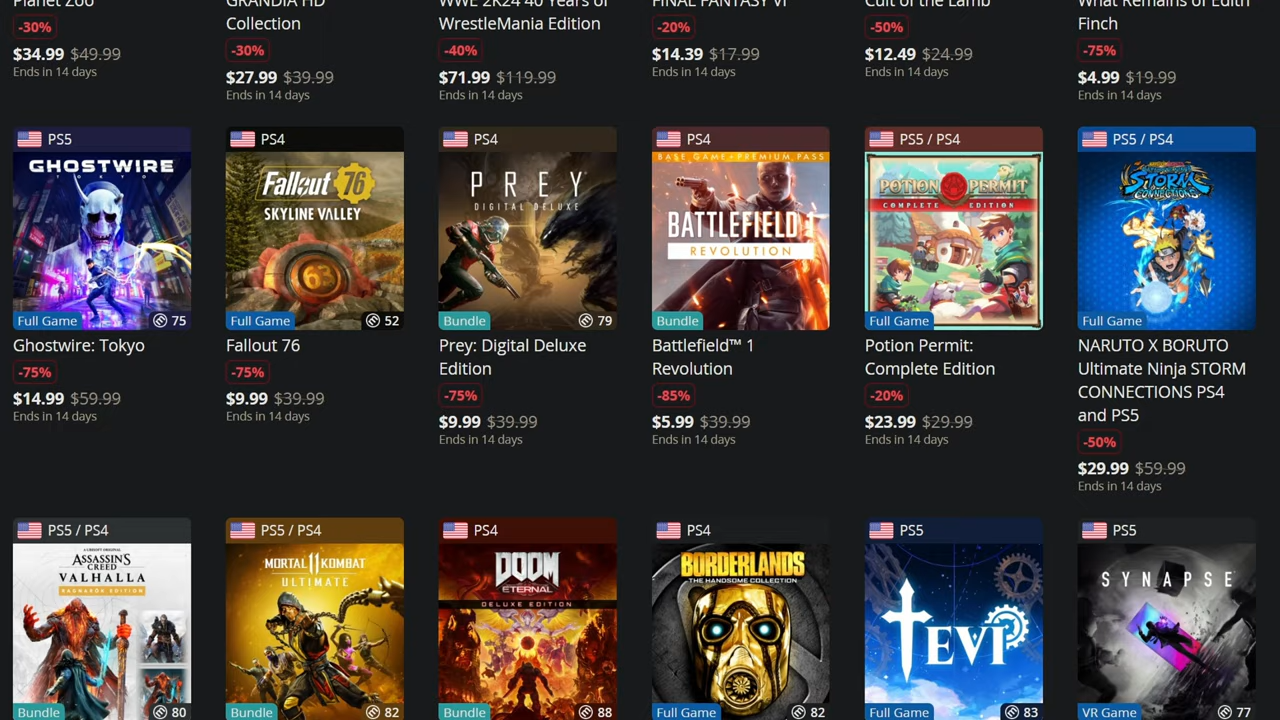 Planet Zoo
-30%
$34.99 $49.99
Ends in 14 days
GRANDIA HD
Collection
-30%
$27.99 $39.99
Ends in 14 days
WWE 2K24 40 Years of
WrestleMania Edition
-40%
$71.99 $119.99
Ends in 14 days
FINAL FANTASY VI
-20%
$14.39 $17.99
Ends in 14 days
Cult of the Lamb
-50%
$12.49 $24.99
Ends in 14 days
What Remains of Edith
Finch
-75%
$4.99 $19.99
Ends in 14 days
PS5
GHOSTWIRE
TOKYO
Full Game
75
Ghostwire: Tokyo
-75%
$14.99 $59.99
Ends in 14 days
PS4
Fallout 76
SKYLINE VALLEY
63
Full Game
52
Fallout 76
-75%
$9.99 $39.99
Ends in 14 days
PS4
PREY
DIGITAL DELUXE
Bundle
79
Prey: Digital Deluxe
Edition
-75%
$9.99 $39.99
Ends in 14 days
PS4
BASE GAME + PREMIUM PASS
BATTLEFIELD 1
REVOLUTION
Bundle
Battlefield™ 1
Revolution
-85%
$5.99 $39.99
Ends in 14 days
PS5 / PS4
POTION PERMIT
COMPLETE EDITION
Full Game
Potion Permit:
Complete Edition
-20%
$23.99 $29.99
Ends in 14 days
PS5 / PS4
STORM
CONNECTIONS
Full Game
NARUTO X BORUTO
Ultimate Ninja STORM
CONNECTIONS PS4
and PS5
-50%
$29.99 $59.99
Ends in 14 days
PS5 / PS4
A UBISOFT ORIGINAL
ASSASSIN'S
CREED
VALHALLA
RAGNARÖK EDITION
Bundle
80
PS5 / PS4
MORTAL KOMBAT 11
ULTIMATE
Bundle
82
PS4
DOOM
ETERNAL
DELUXE EDITION
Bundle
88
PS4
BORDERLANDS
THE HANDSOME COLLECTION
Full Game
82
PS5
TEVI
Full Game
83
PS5
SYNAPSE
VR Game
77